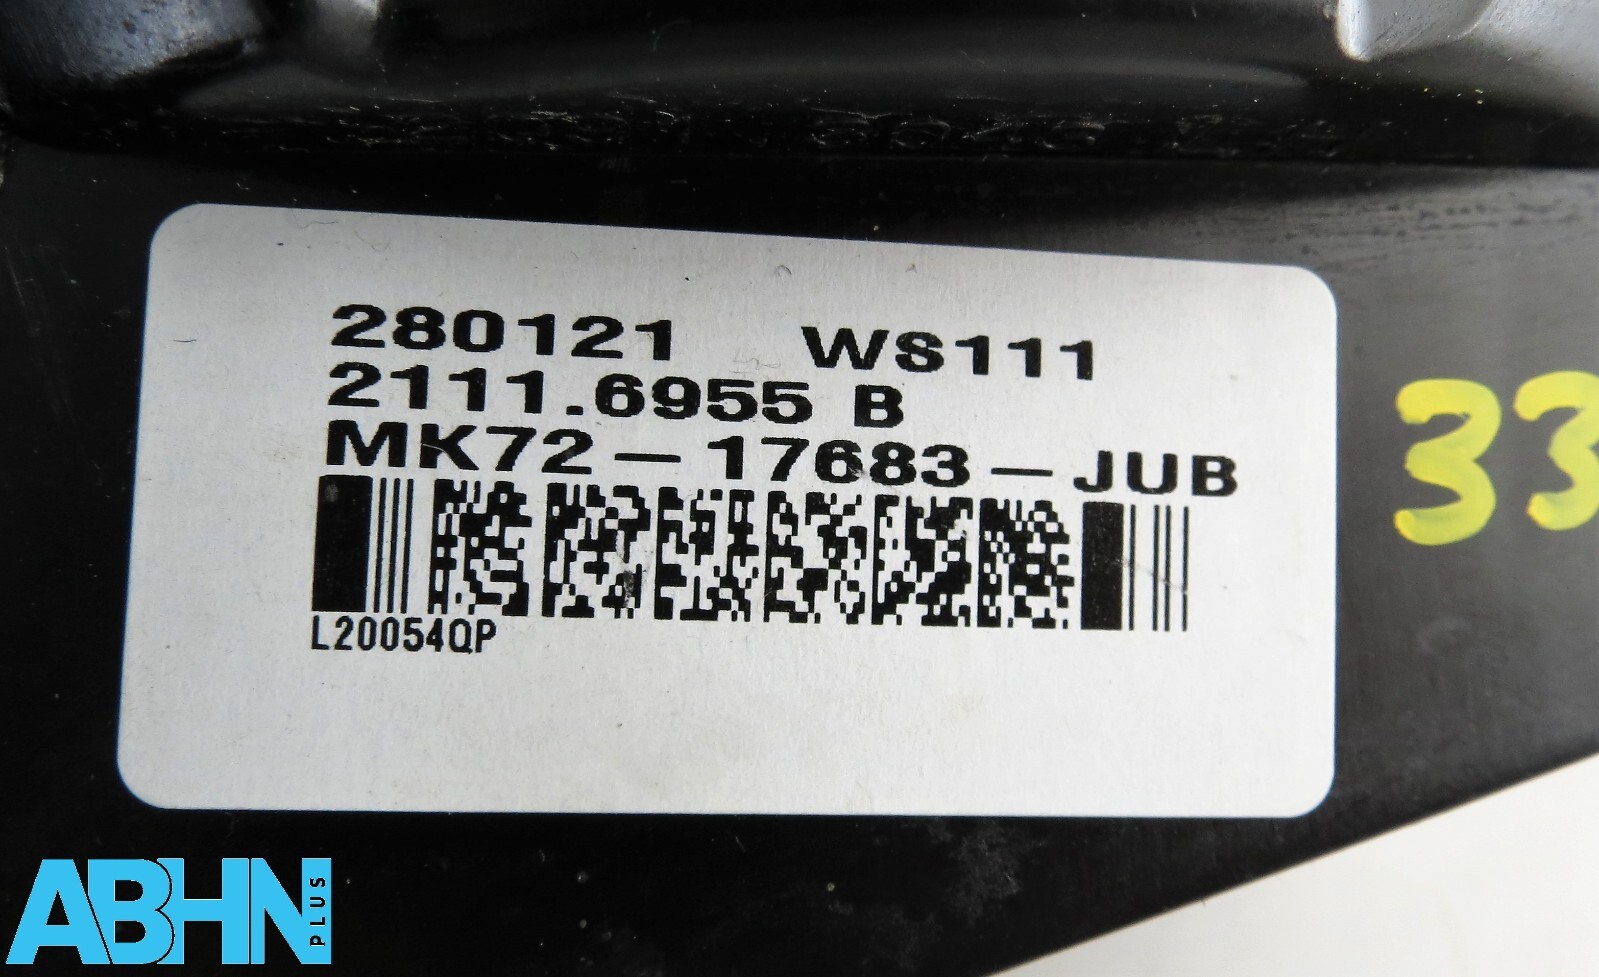 280121 WS111
2111.6955 B
MK72-17683-JUB
L20054QP
33
ABHN PLUS